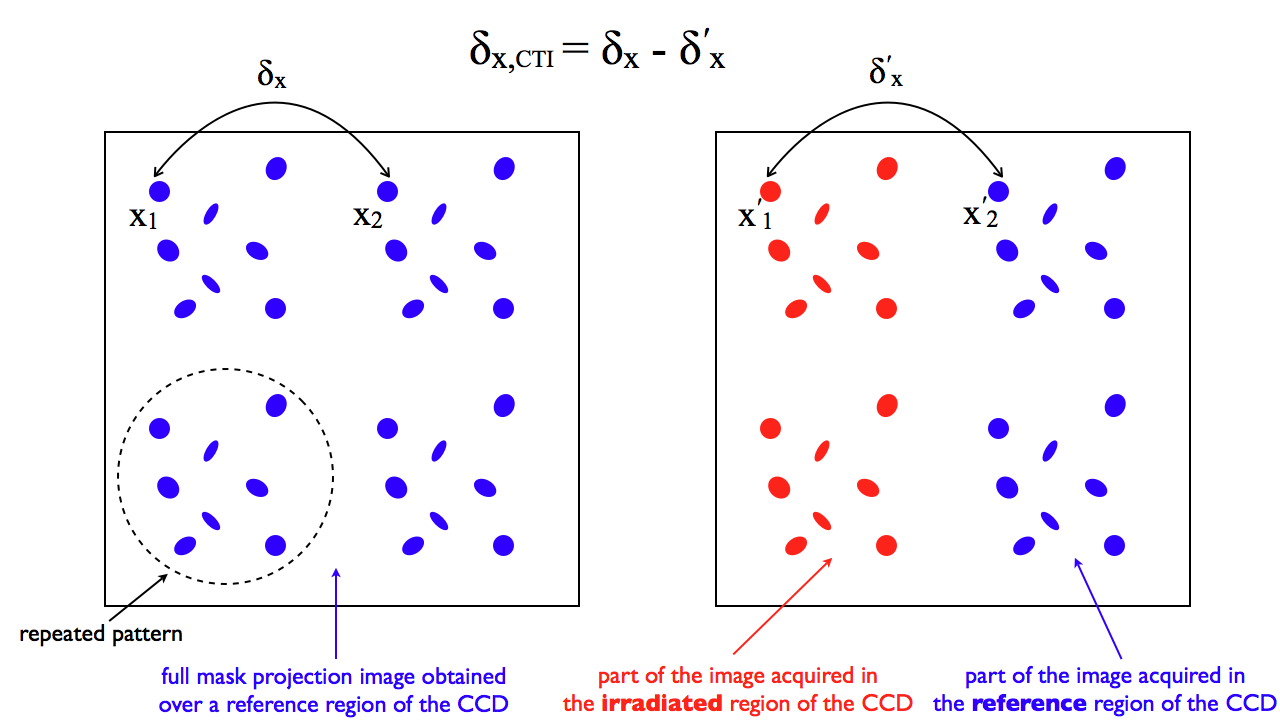 δx,CTI = δx - δ′x
δx
δ′x
x1
x2
x′1
x′2
repeated pattern
full mask projection image obtained
over a reference region of the CCD
part of the image acquired in
the irradiated region of the CCD
part of the image acquired in
the reference region of the CCD